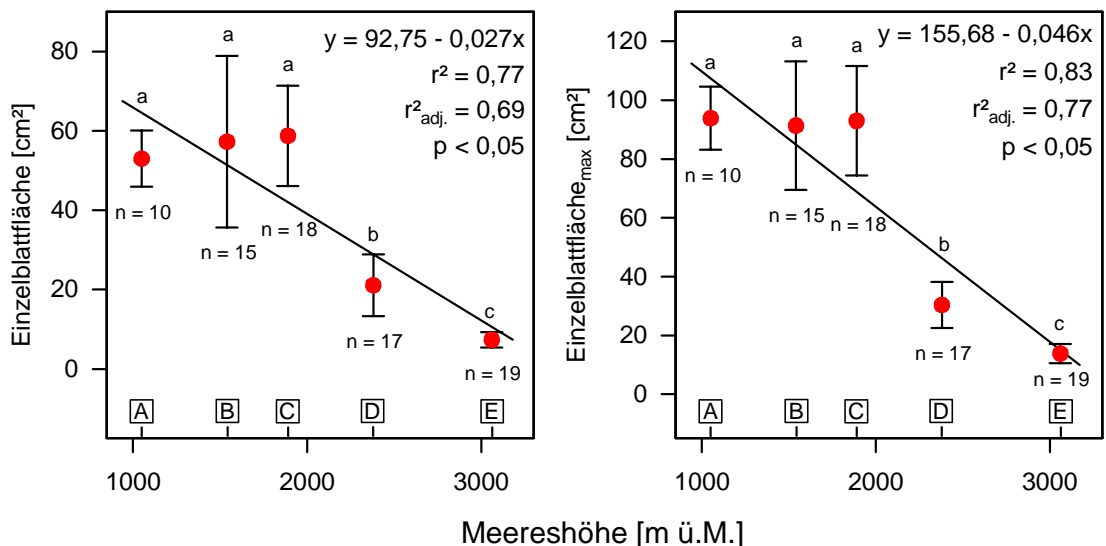 y = 92,75 - 0,027x
r² = 0,77
r²adj. = 0,69
p < 0,05
80
60
40
20
0
Einzelblattfläche [cm²]
a
a
a
b
c
n = 10
n = 15
n = 18
n = 17
n = 19
A B C D E
1000 2000 3000
y = 155,68 - 0,046x
r² = 0,83
r²adj. = 0,77
p < 0,05
120
100
80
60
40
20
0
Einzelblattflächemax [cm²]
a
a
a
b
c
n = 10
n = 15
n = 18
n = 17
n = 19
A B C D E
1000 2000 3000
Meereshöhe [m ü.M.]